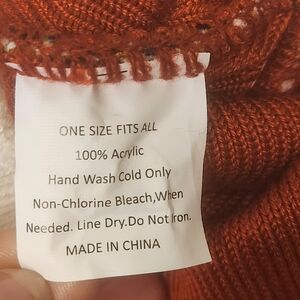 ONE SIZE FITS ALL
100% Acrylic
Hand Wash Cold Only
Non-Chlorine Bleach,When
Needed. Line Dry.Do Not Iron.
MADE IN CHINA